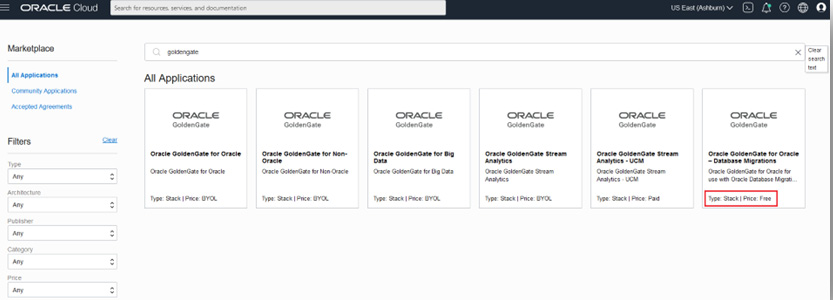 ORACLE Cloud
Search for resources, services, and documentation
US East (Ashburn)
Marketplace
goldengate
Clear
search
text
All Applications
Community Applications
Accepted Agreements
Filters
Clear
Type
Any
Architecture
Any
Publisher
Any
Category
Any
Price
Any
All Applications
ORACLE
GoldenGate
Oracle GoldenGate for Oracle
Oracle GoldenGate for Oracle
Type: Stack | Price: BYOL
ORACLE
GoldenGate
Oracle GoldenGate for Non-
Oracle
Oracle GoldenGate for Non-Oracle
Type: Stack | Price: BYOL
ORACLE
GoldenGate
Oracle GoldenGate for Big
Data
Oracle GoldenGate for Big Data
Type: Stack | Price: BYOL
ORACLE
GoldenGate
Oracle GoldenGate Stream
Analytics
Oracle GoldenGate Stream
Analytics
Type: Stack | Price: BYOL
ORACLE
GoldenGate
Oracle GoldenGate Stream
Analytics - UCM
Oracle GoldenGate Stream
Analytics - UCM
Type: Stack | Price: Paid
ORACLE
GoldenGate
Oracle GoldenGate for Oracle
– Database Migrations
Oracle GoldenGate for Oracle for
use with Oracle Database Migrati...
Type: Stack | Price: Free